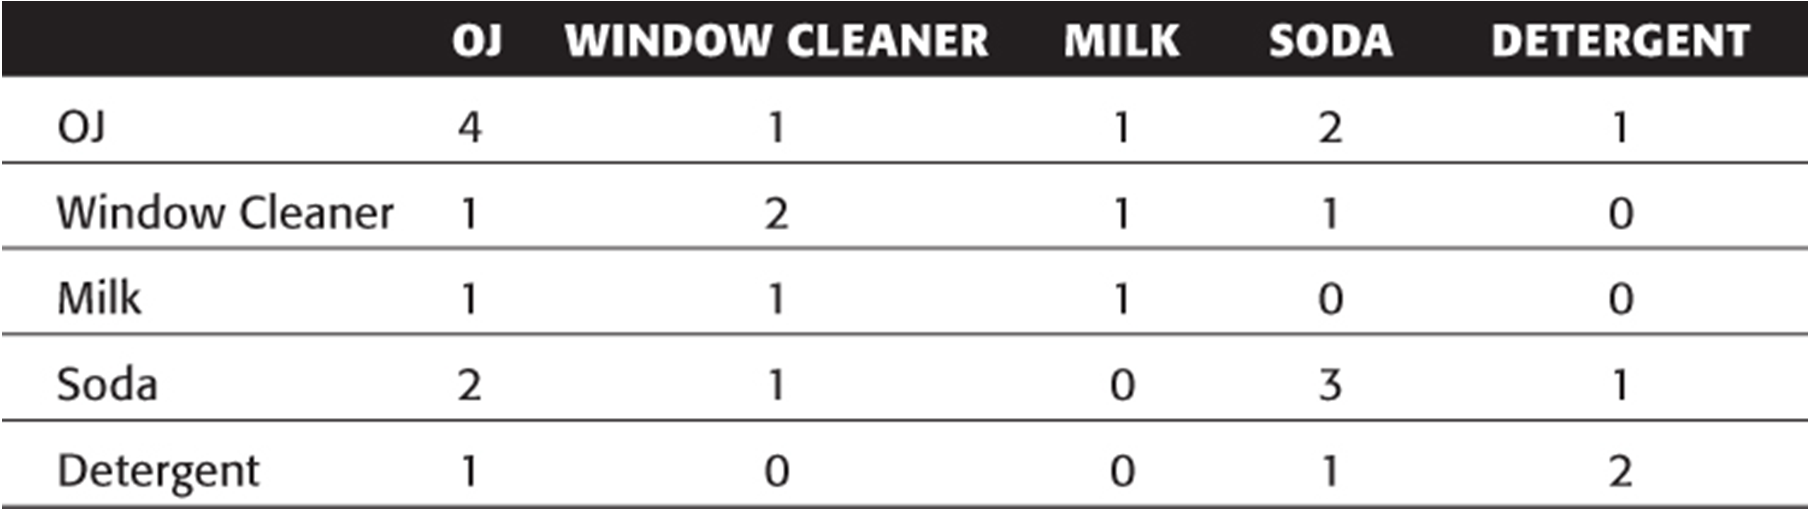 OJ WINDOW CLEANER MILK SODA DETERGENT
OJ 4 1 1 2 1
Window Cleaner 1 2 1 1 0
Milk 1 1 1 0 0
Soda 2 1 0 3 1
Detergent 1 0 0 1 2